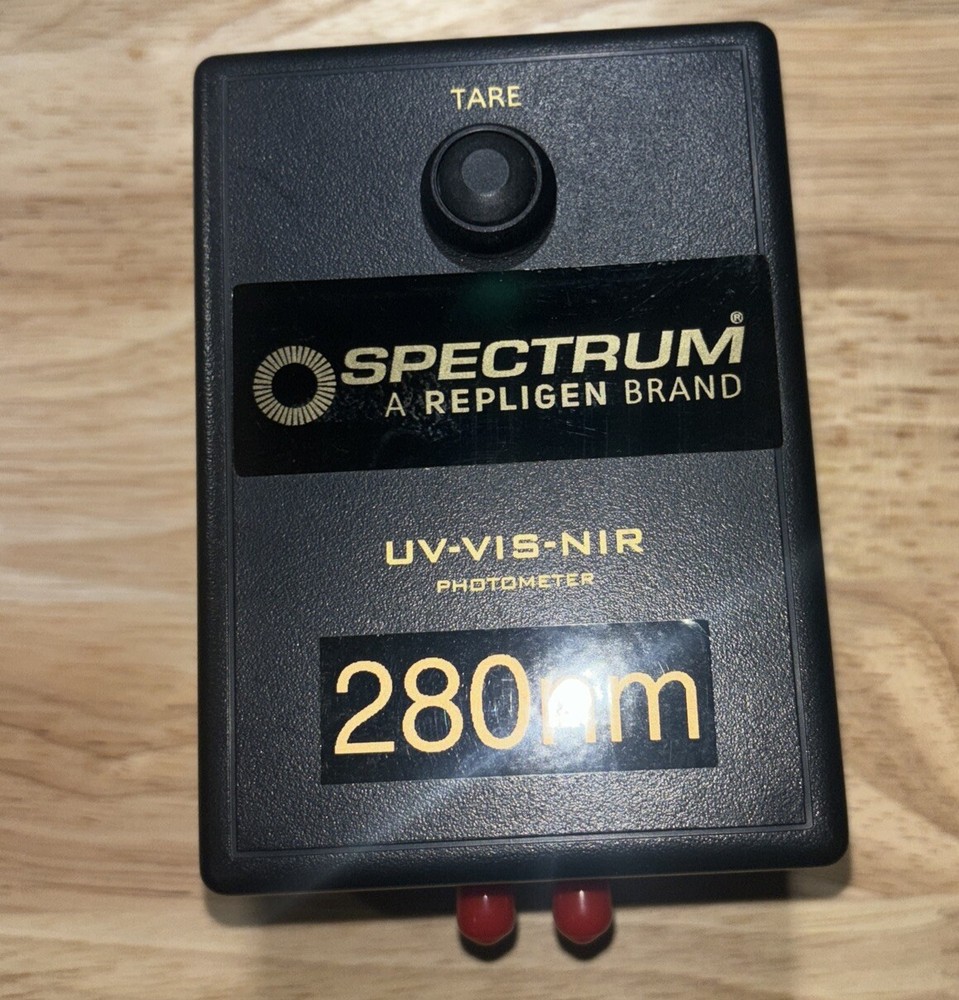 TARE
SPECTRUM®
A REPLIGEN BRAND
UV-VIS-NIR
PHOTOMETER
280nm